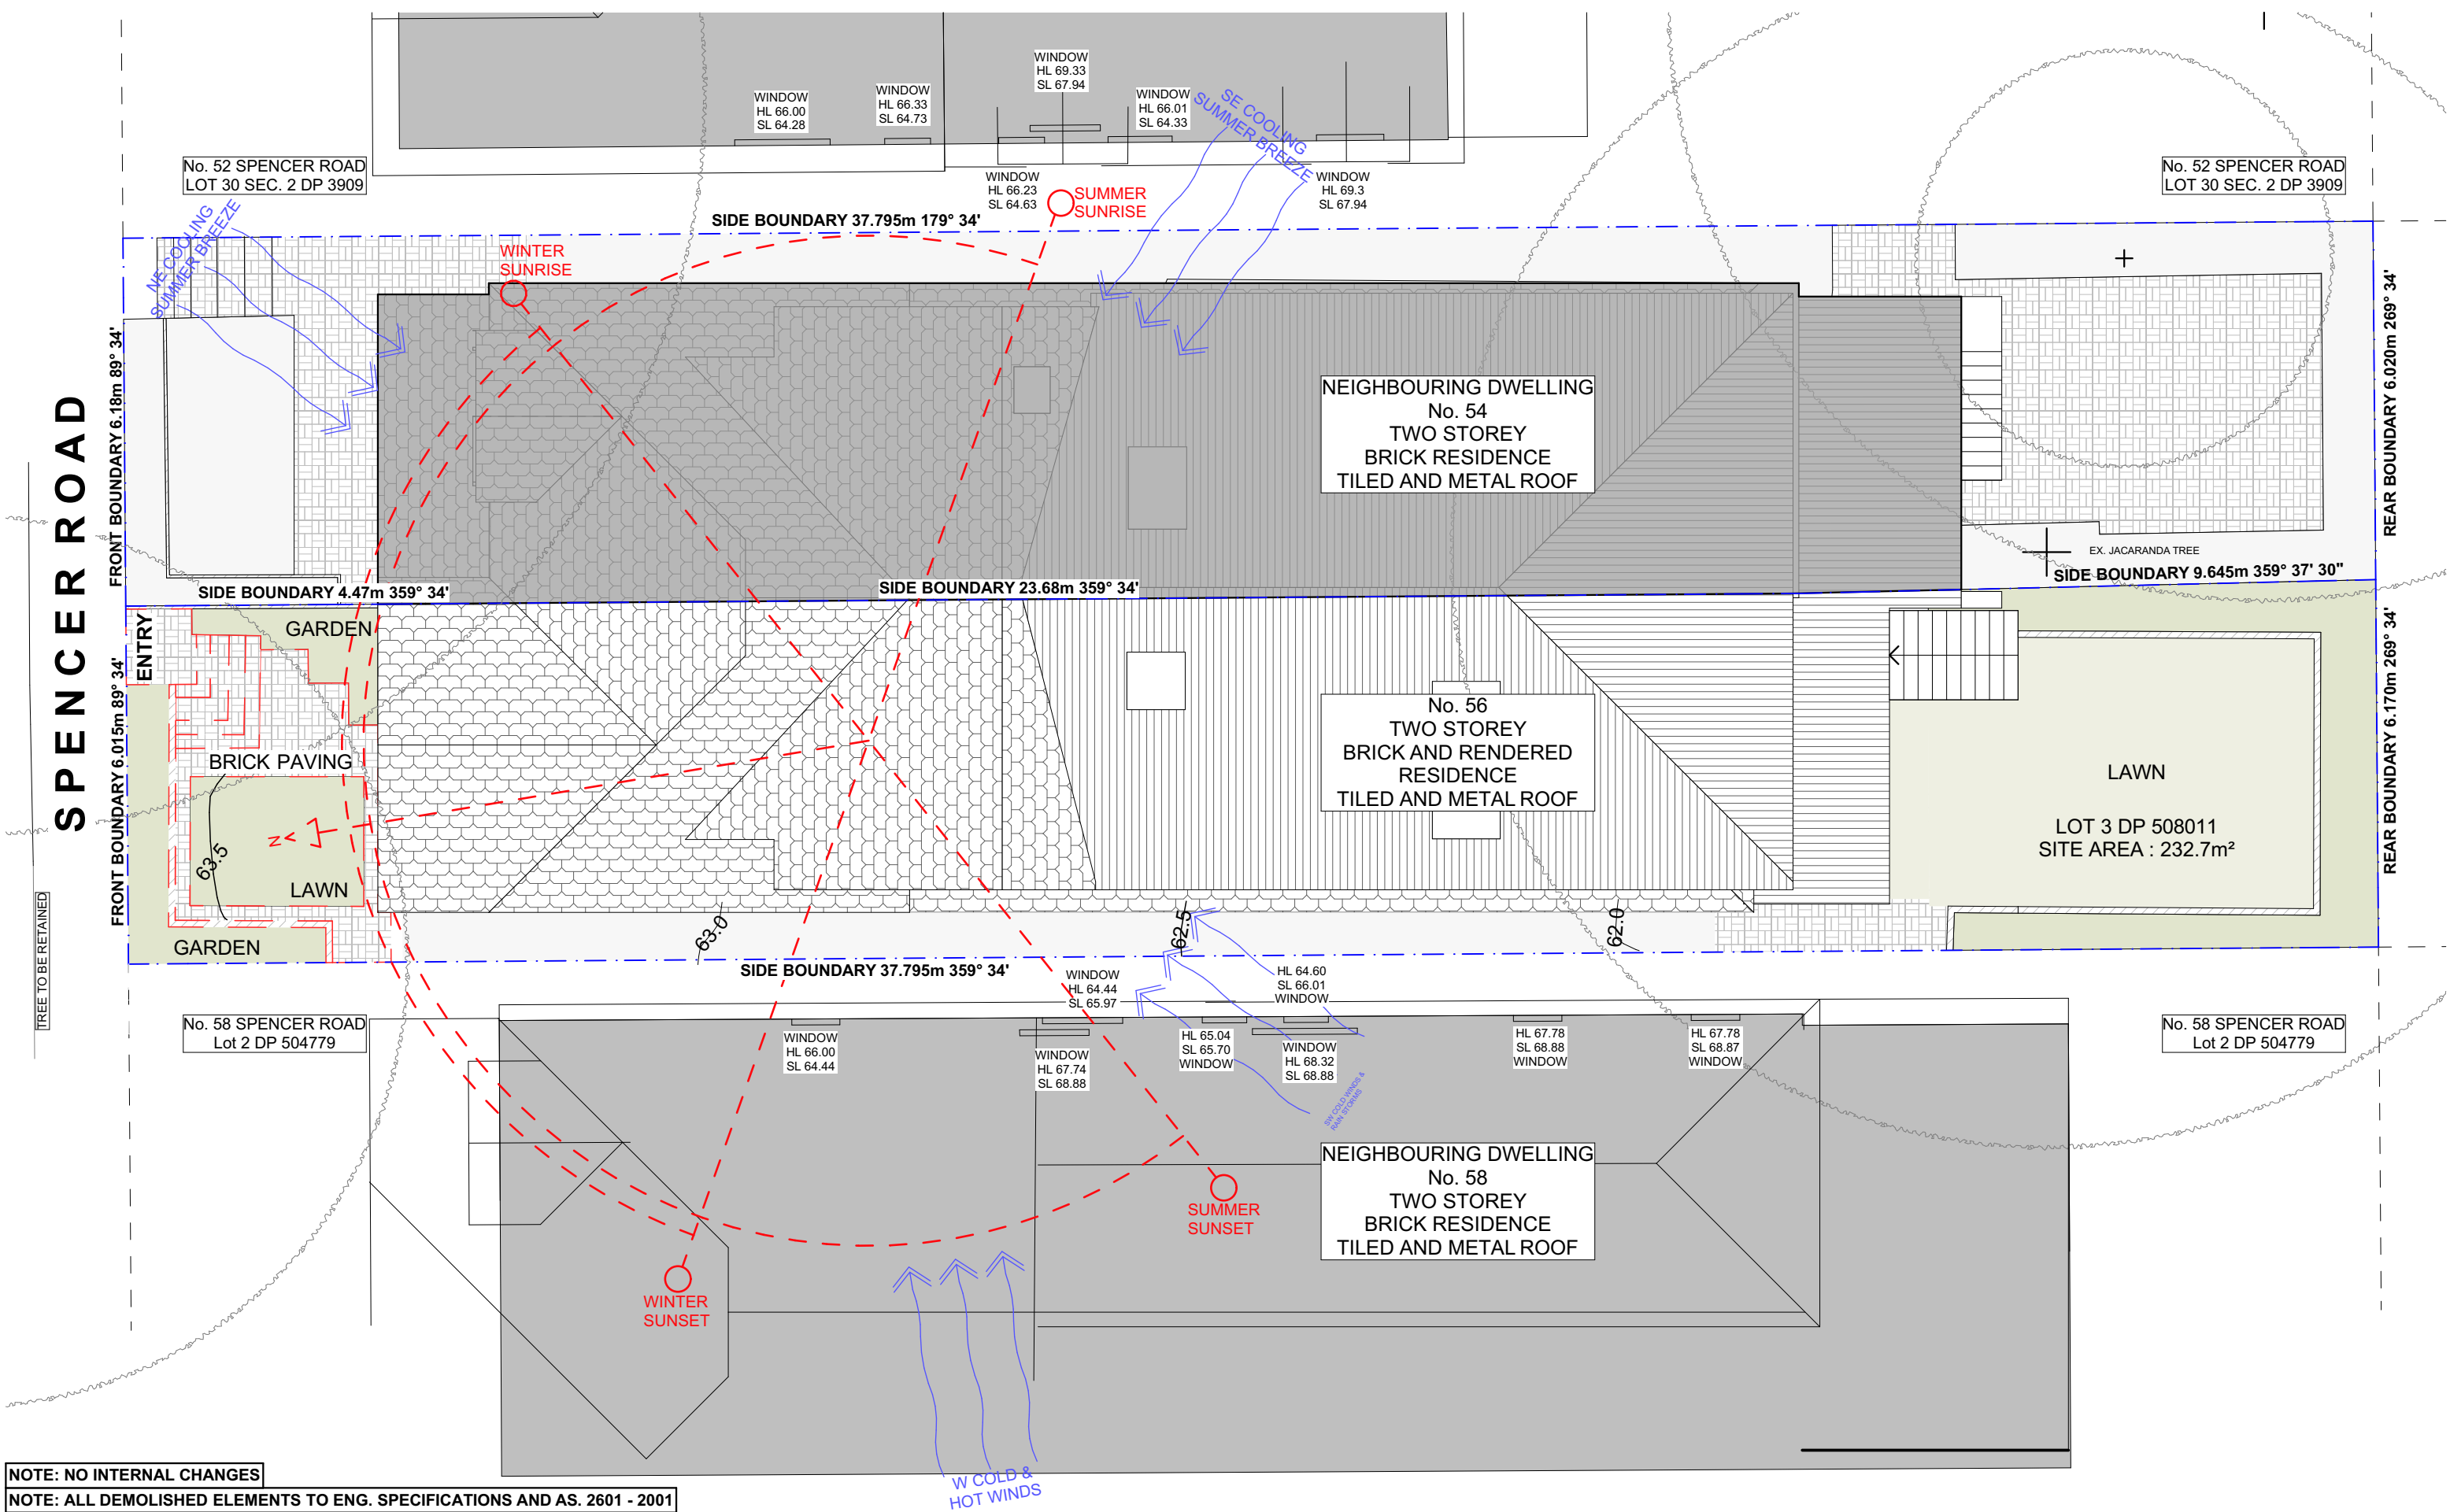 WINDOW
HL 69.33
SL 67.94
WINDOW
HL 66.00
SL 64.28
WINDOW
HL 66.33
SL 64.73
WINDOW
HL 66.01
SL 64.33
SE COOLING
SUMMER BREEZE
No. 52 SPENCER ROAD
LOT 30 SEC. 2 DP 3909
No. 52 SPENCER ROAD
LOT 30 SEC. 2 DP 3909
WINDOW
HL 66.23
SL 64.63
WINDOW
HL 69.3
SL 67.94
SUMMER
SUNRISE
NE COOLING
SUMMER BREEZE
SIDE BOUNDARY 37.795m 179° 34'
WINTER
SUNRISE
FRONT BOUNDARY 6.18m 89° 34'
REAR BOUNDARY 6.020m 269° 34'
SPENCER ROAD
NEIGHBOURING DWELLING
No. 54
TWO STOREY
BRICK RESIDENCE
TILED AND METAL ROOF
EX. JACARANDA TREE
SIDE BOUNDARY 9.645m 359° 37' 30"
SIDE BOUNDARY 4.47m 359° 34'
SIDE BOUNDARY 23.68m 359° 34'
ENTRY
GARDEN
FRONT BOUNDARY 6.015m 89° 34'
REAR BOUNDARY 6.170m 269° 34'
No. 56
TWO STOREY
BRICK AND RENDERED
RESIDENCE
TILED AND METAL ROOF
BRICK PAVING
LAWN
LOT 3 DP 508011
SITE AREA : 232.7m²
N
63.5
LAWN
GARDEN
63.0
62.5
62.0
TREE TO BE RETAINED
SIDE BOUNDARY 37.795m 359° 34'
WINDOW
HL 64.44
SL 65.97
HL 64.60
SL 66.01
WINDOW
No. 58 SPENCER ROAD
Lot 2 DP 504779
No. 58 SPENCER ROAD
Lot 2 DP 504779
WINDOW
HL 66.00
SL 64.44
WINDOW
HL 67.74
SL 68.88
HL 65.04
SL 65.70
WINDOW
WINDOW
HL 68.32
SL 68.88
HL 67.78
SL 68.88
WINDOW
HL 67.78
SL 68.87
WINDOW
SW COLD WINDS &
RAIN STORMS
NEIGHBOURING DWELLING
No. 58
TWO STOREY
BRICK RESIDENCE
TILED AND METAL ROOF
SUMMER
SUNSET
WINTER
SUNSET
W COLD &
HOT WINDS
NOTE: NO INTERNAL CHANGES
NOTE: ALL DEMOLISHED ELEMENTS TO ENG. SPECIFICATIONS AND AS. 2601 - 2001